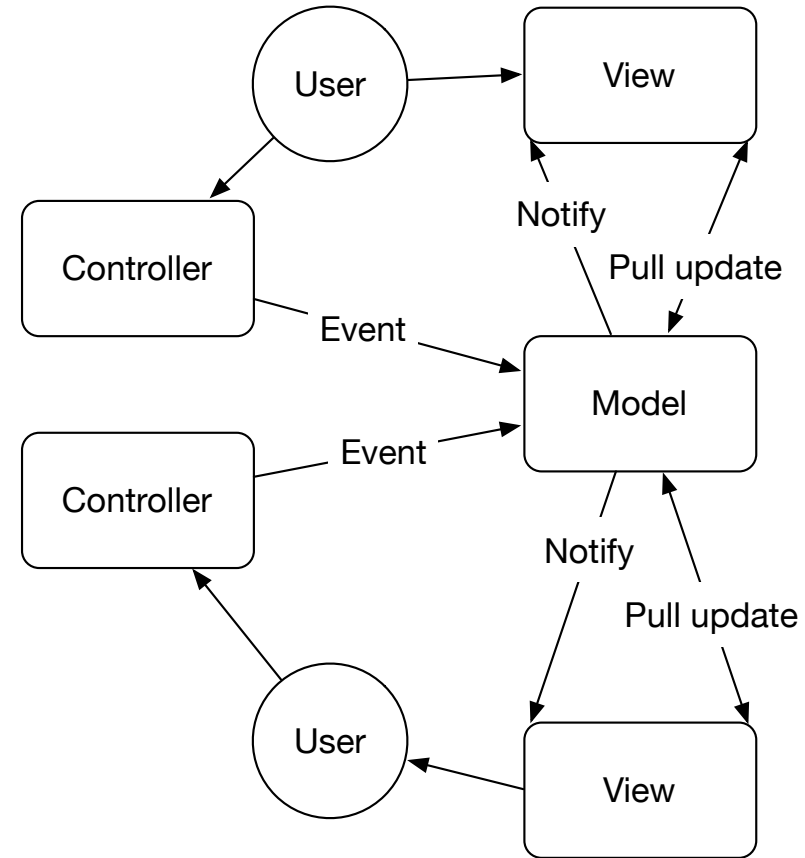 User
View
Notify
Controller
Pull update
Event
Model
Event
Controller
Notify
Pull update
User
View